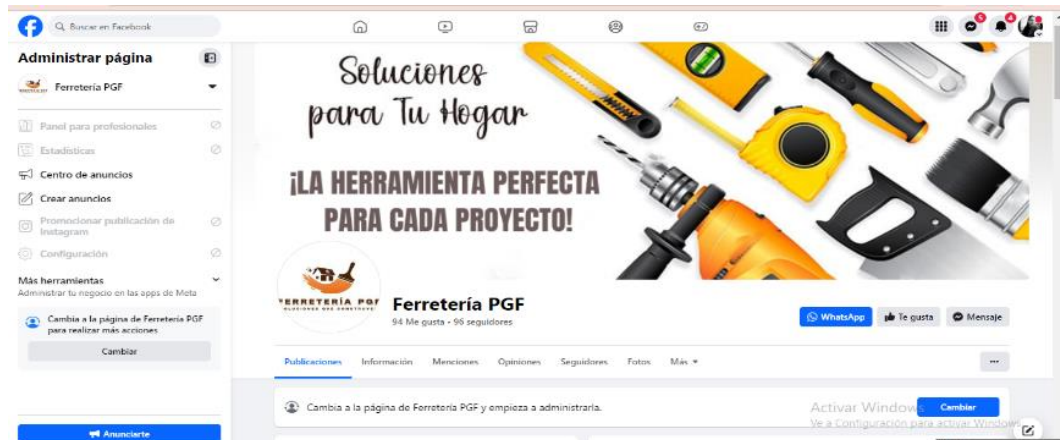 Buscar en Facebook
5
4
Administrar página
Ferretería PGF
Panel para profesionales
Estadísticas
Centro de anuncios
Crear anuncios
Promocionar publicación de
Instagram
Configuración
Más herramientas
Administrar tu negocio en las apps de Meta
Cambia a la página de Ferretería PGF
para realizar más acciones
Cambiar
Anunciarte
Soluciones
para Tu Hogar
¡LA HERRAMIENTA PERFECTA
PARA CADA PROYECTO!
Ferretería PGF
94 Me gusta • 96 seguidores
WhatsApp
Te gusta
Mensaje
Publicaciones
Información
Menciones
Opiniones
Seguidores
Fotos
Más
Cambia a la página de Ferretería PGF y empieza a administrarla.
Cambiar
Activar Windows
Ve a Configuración para activar Windows